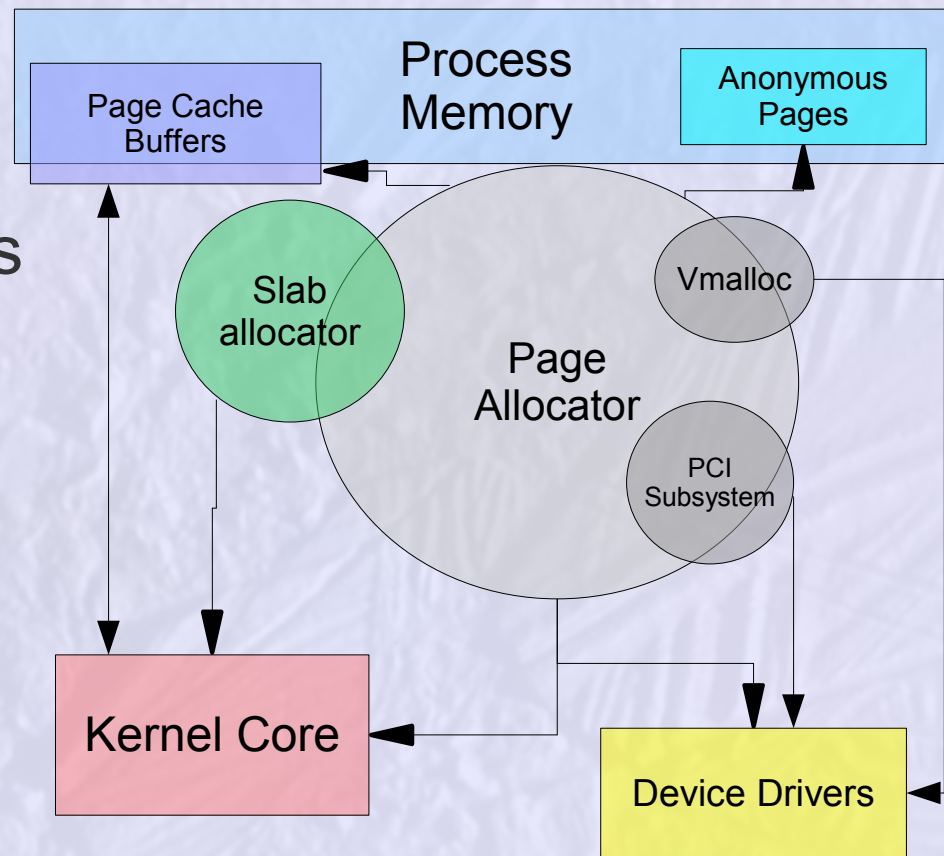 Process
Memory
Page Cache
Buffers
Anonymous
Pages
s
Slab
allocator
Vmalloc
Page
Allocator
PCI
Subsystem
Kernel Core
Device Drivers